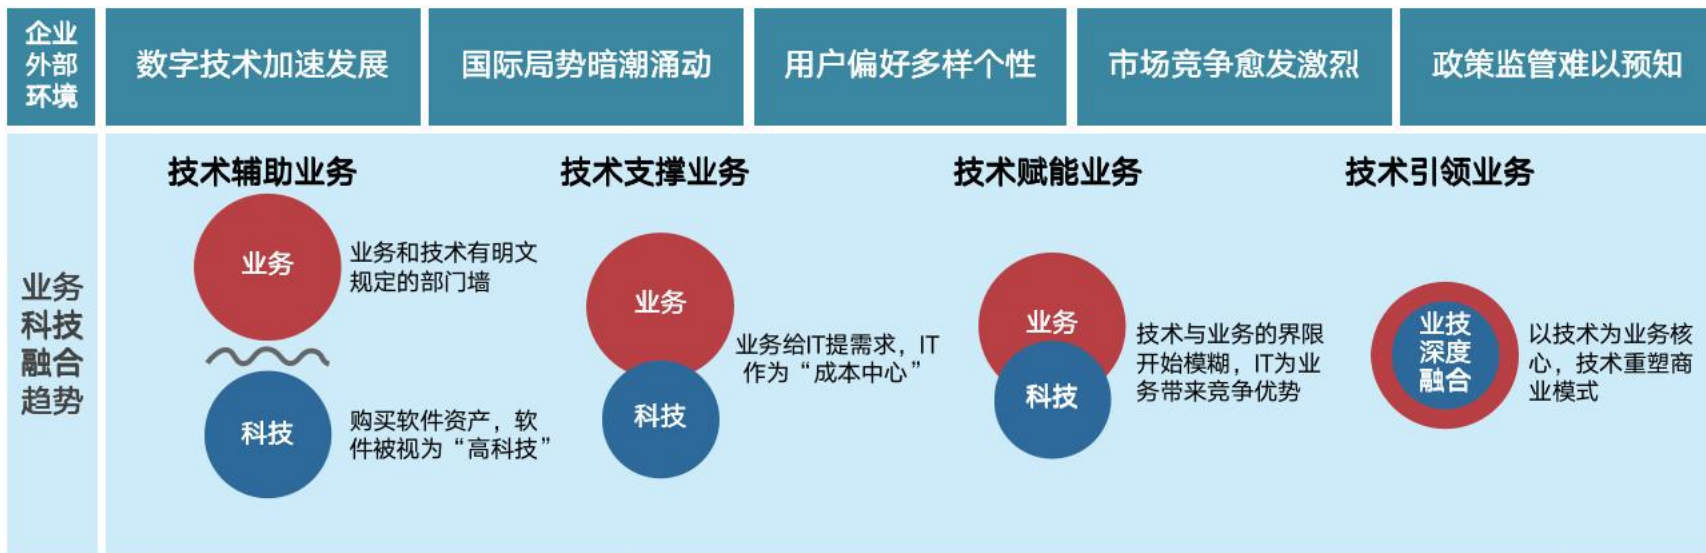 企业
外部
环境
数字技术加速发展
国际局势暗潮涌动
用户偏好多样个性
市场竞争愈发激烈
政策监管难以预知
业务
科技
融合
趋势
技术辅助业务
业务
业务和技术有明文
规定的部门墙
科技
购买软件资产，软
件被视为“高科技”
技术支撑业务
业务
业务给IT提需求，IT
作为“成本中心”
科技
技术赋能业务
业务
科技
技术与业务的界限
开始模糊，IT为业
务带来竞争优势
技术引领业务
业技
深度
融合
以技术为业务核
心，技术重塑商
业模式